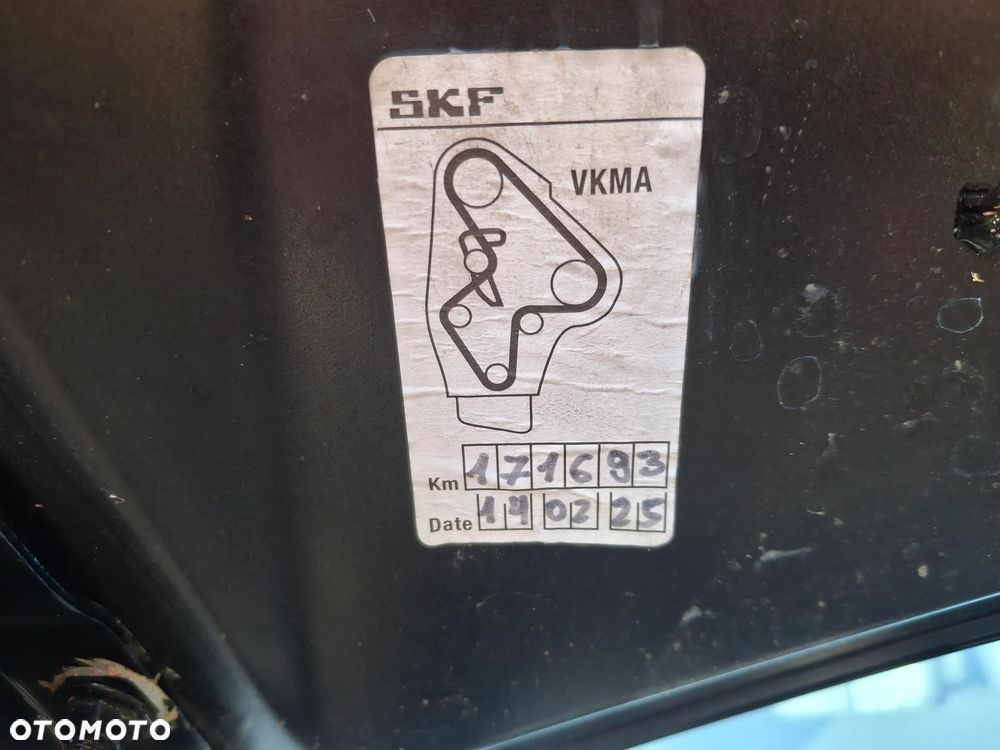 SKF
VKMA
Km 171693
Date 14 02 25
OTOMOTO